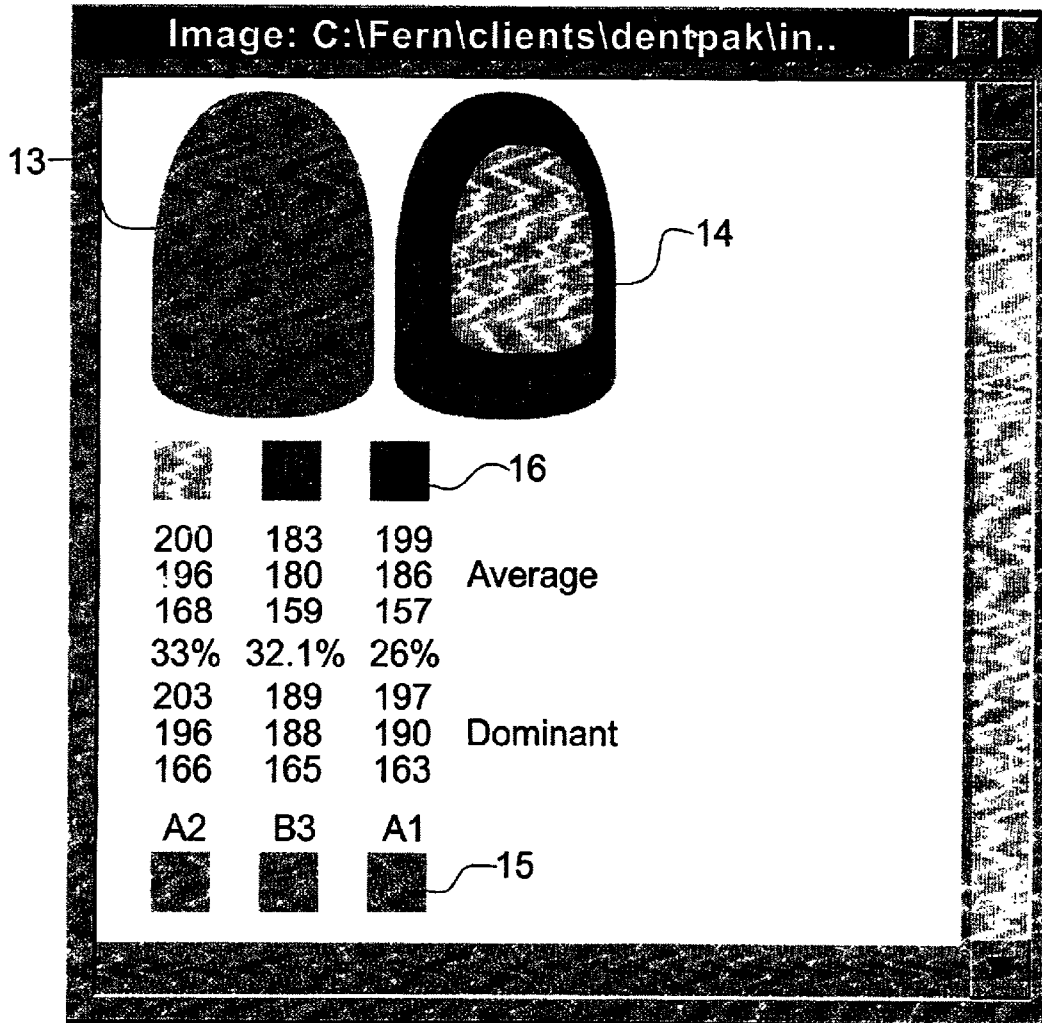 Image: C:\Fern\clients\dentpak\in..
13
14
16
200 183 199
196 180 186 Average
168 159 157
33% 32.1% 26%
203 189 197
196 188 190 Dominant
166 165 163
A2 B3 A1
15